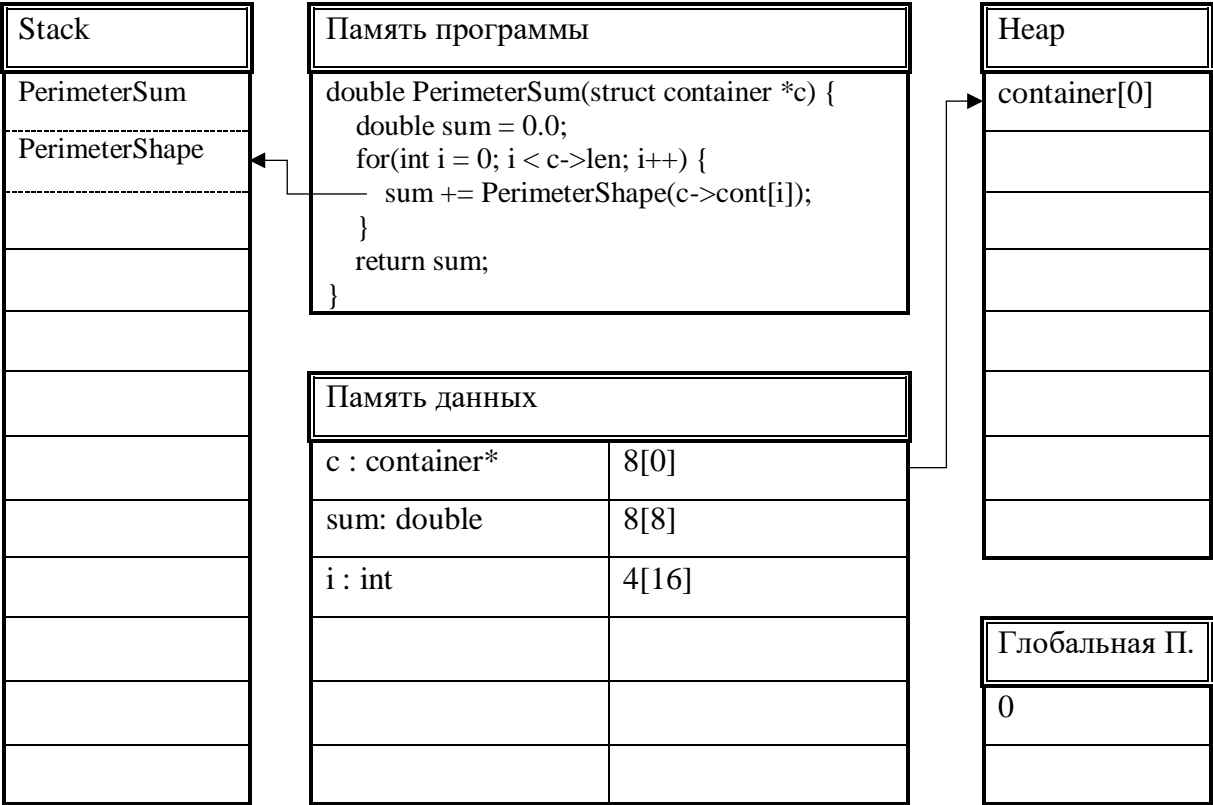 Stack
PerimeterSum
PerimeterShape
Память программы
double PerimeterSum(struct container *c) {
double sum = 0.0;
for(int i = 0; i < c->len; i++) {
sum += PerimeterShape(c->cont[i]);
}
return sum;
}
Память данных
c : container* 8[0]
sum: double 8[8]
i : int 4[16]
Heap
container[0]
Глобальная П.
0